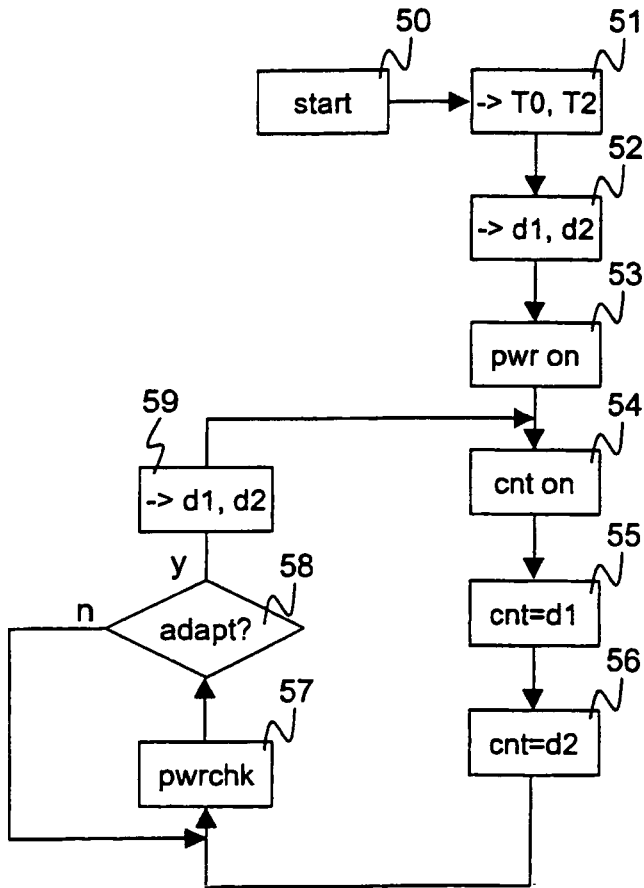 50
start
51
-> T0, T2
52
-> d1, d2
53
pwr on
54
cnt on
55
cnt=d1
56
cnt=d2
57
pwrchk
58
adapt?
n
y
59
-> d1, d2